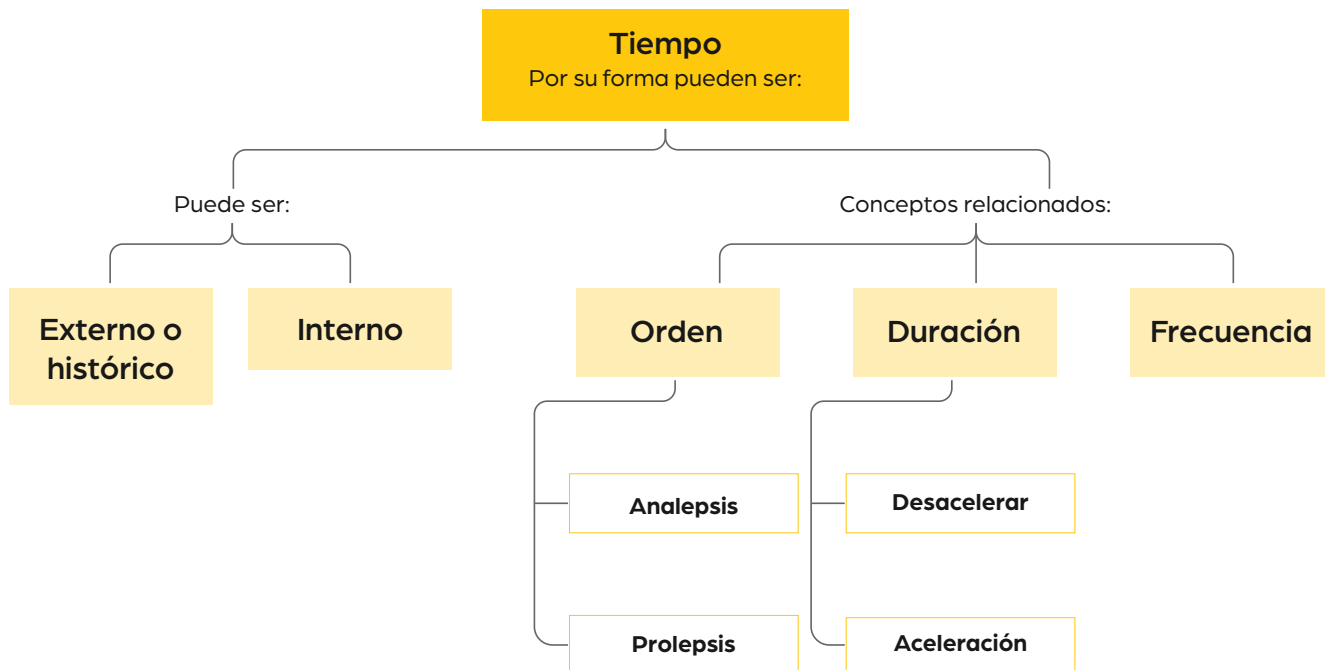 Tiempo
Por su forma pueden ser:
Puede ser:
Conceptos relacionados:
Externo o
histórico
Interno
Orden
Duración
Frecuencia
Analepsis
Desacelerar
Prolepsis
Aceleración